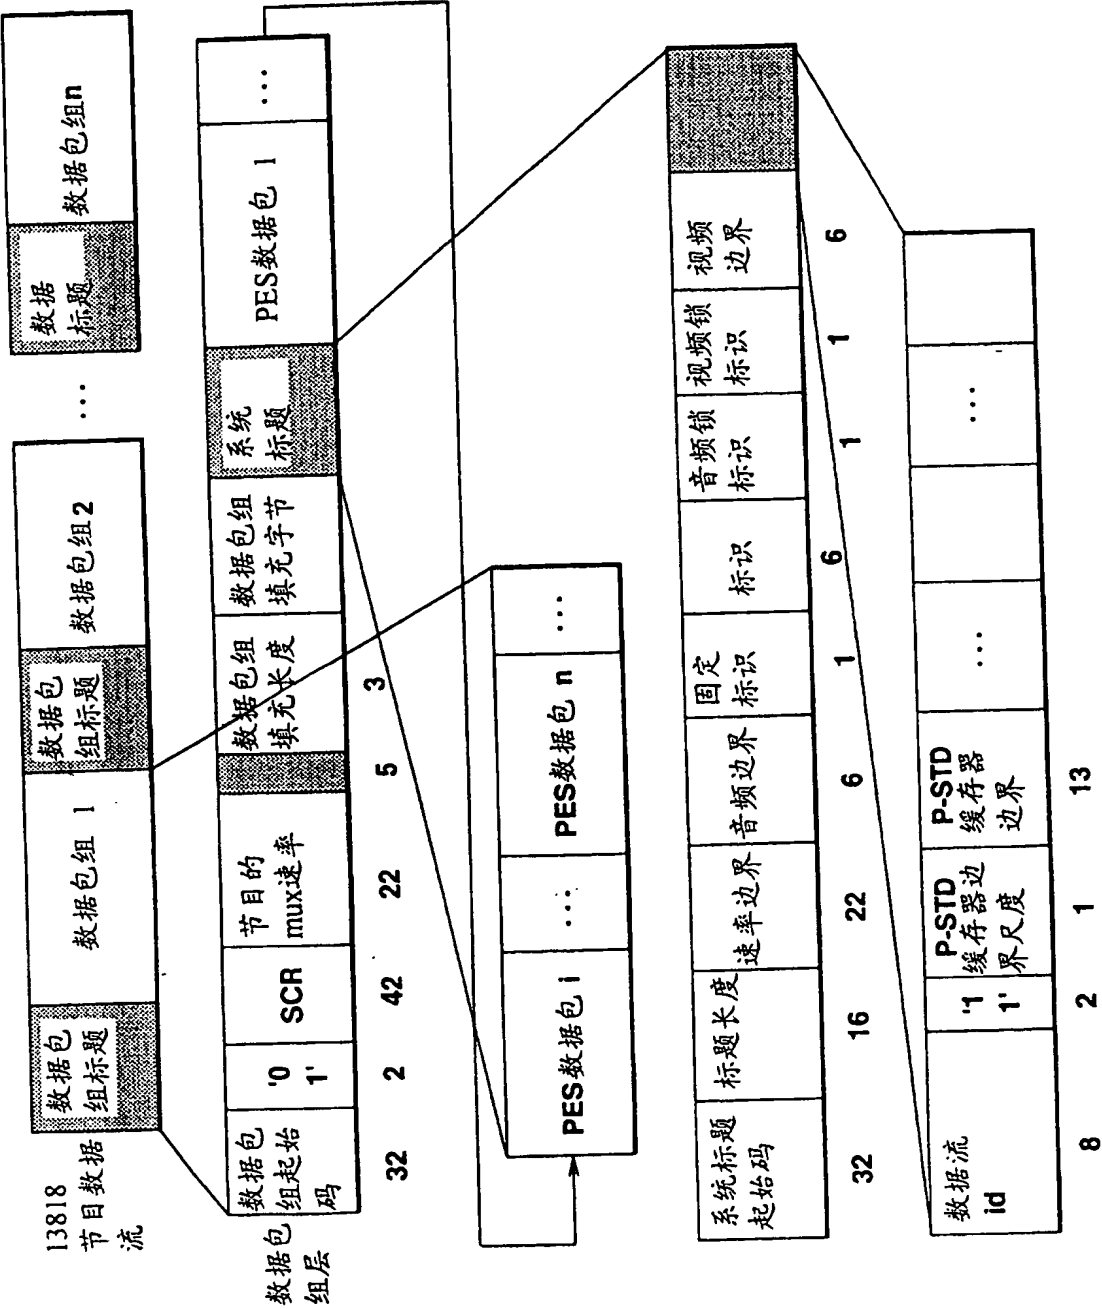 13818
节目数据
流
数据包
组标题
数据包组 1
数据包
组标题
数据包组2
...
数据
标题
数据包组n
数据包
组层
数据包
组起始
码
'0
1'
SCR
节目的
mux速率
数据包组
填充长度
数据包组
填充字节
系统
标题
PES数据包 1
...
32
2
42
22
5
3
PES数据包 i
...
PES数据包 n
...
系统标题
起始码
标题长度
速率边界
音频边界
固定
标识
标识
音频锁
标识
视频锁
标识
视频
边界
32
16
22
6
1
6
1
1
6
数据流
id
'1
1'
P-STD
缓存器边
界尺度
P-STD
缓存器
边界
...
...
8
2
1
13